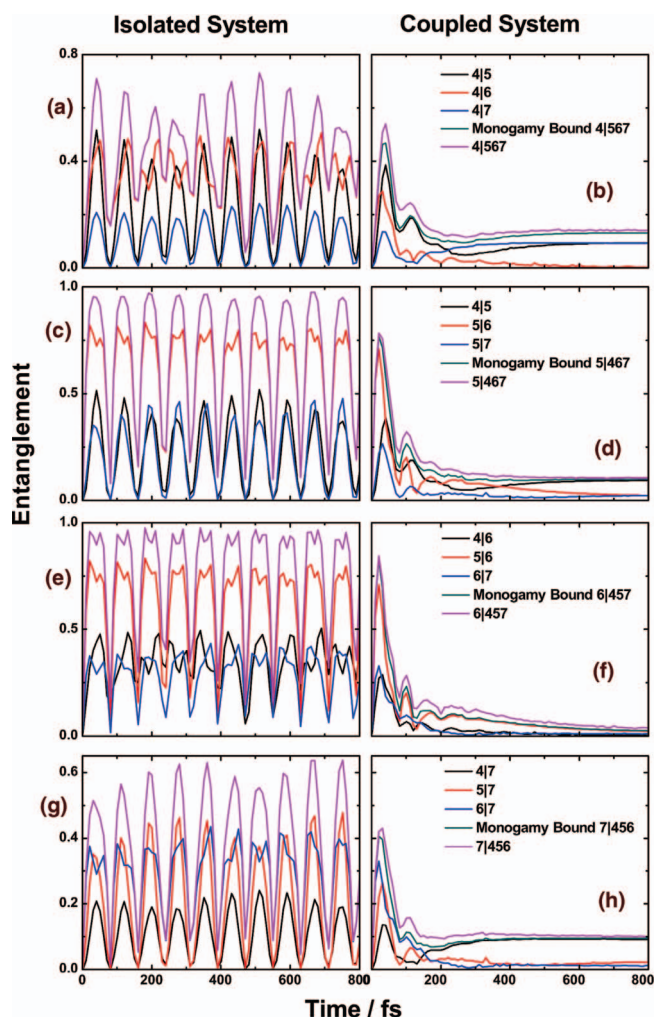 Isolated System
Coupled System
Entanglement
0.8
0.4
0.0
(a)
4|5
4|6
4|7
Monogamy Bound 4|567
4|567
(b)
1.0
0.5
0.0
(c)
4|5
5|6
5|7
Monogamy Bound 5|467
5|467
(d)
1.0
0.5
0.0
(e)
4|6
5|6
6|7
Monogamy Bound 6|457
6|457
(f)
0.6
0.4
0.2
0.0
(g)
4|7
5|7
6|7
Monogamy Bound 7|456
7|456
(h)
0 200 400 600 800
200 400 600 800
Time / fs